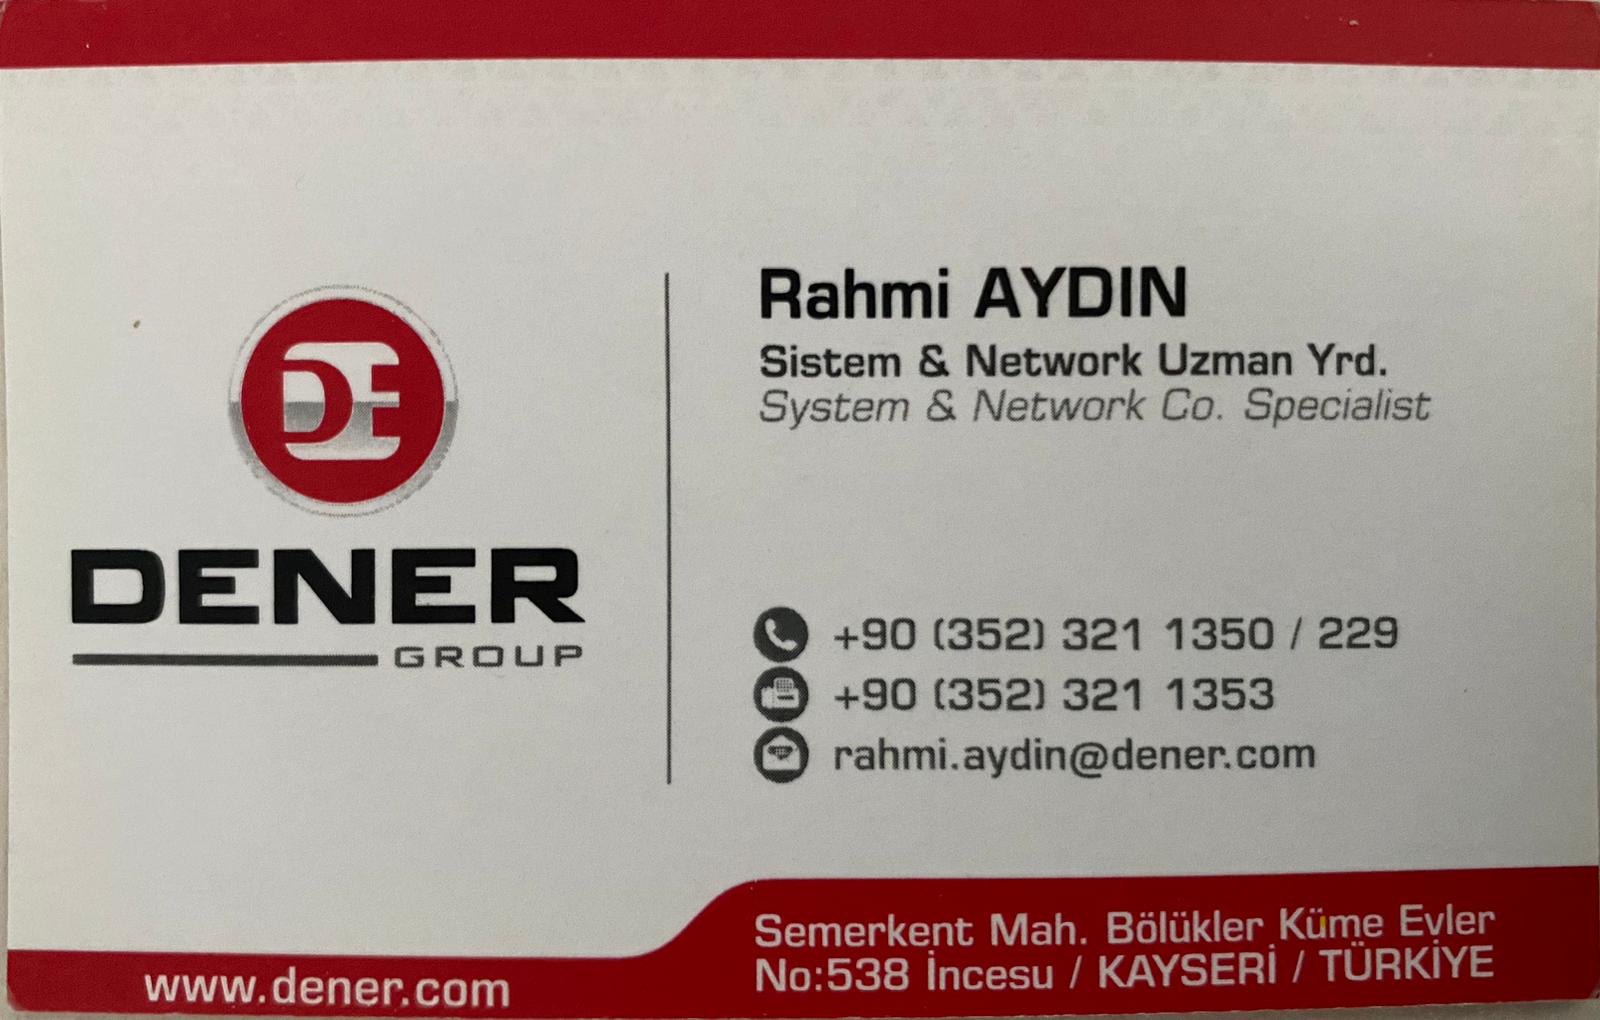 DE
DENER
GROUP
Rahmi AYDIN
Sistem & Network Uzman Yrd.
System & Network Co. Specialist
+90 (352) 321 1350 / 229
+90 (352) 321 1353
rahmi.aydin@dener.com
www.dener.com
Semerkent Mah. Bölükler Küme Evler
No:538 İncesu / KAYSERİ / TÜRKİYE